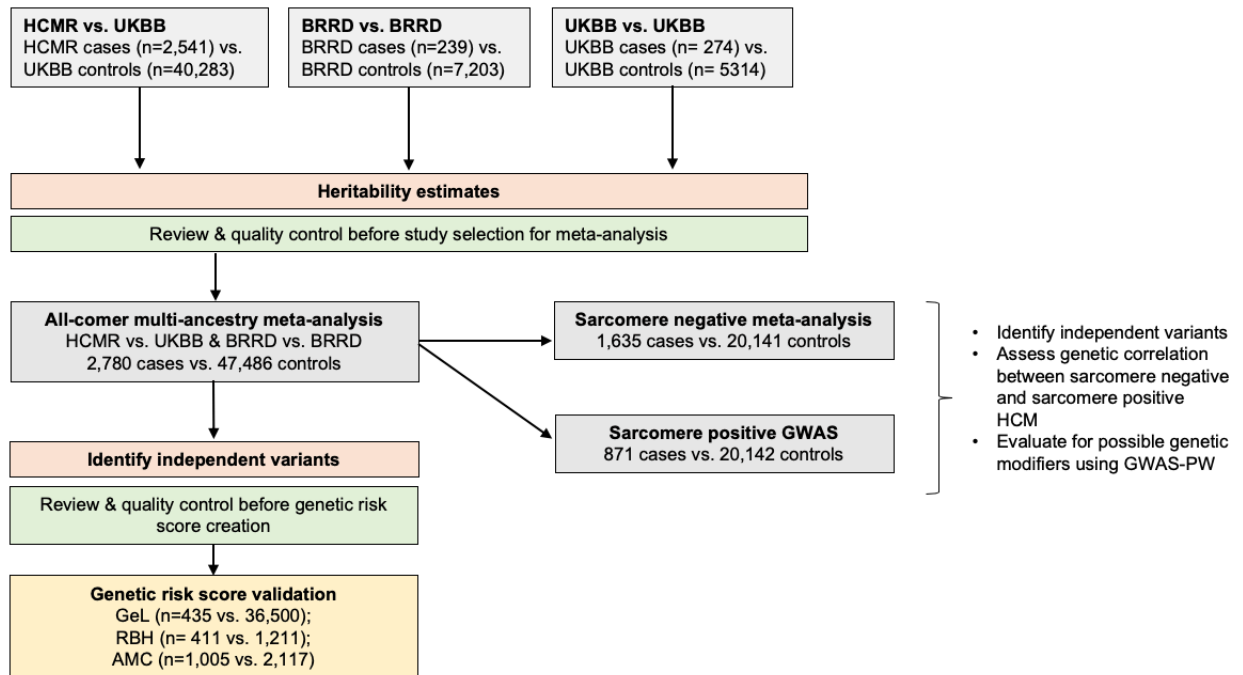 HCMR vs. UKBB
HCMR cases (n=2,541) vs.
UKBB controls (n=40,283)
BRRD vs. BRRD
BRRD cases (n=239) vs.
BRRD controls (n=7,203)
UKBB vs. UKBB
UKBB cases (n= 274) vs.
UKBB controls (n= 5314)
Heritability estimates
Review & quality control before study selection for meta-analysis
All-comer multi-ancestry meta-analysis
HCMR vs. UKBB & BRRD vs. BRRD
2,780 cases vs. 47,486 controls
Sarcomere negative meta-analysis
1,635 cases vs. 20,141 controls
Sarcomere positive GWAS
871 cases vs. 20,142 controls
• Identify independent variants
• Assess genetic correlation
between sarcomere negative
and sarcomere positive
HCM
• Evaluate for possible genetic
modifiers using GWAS-PW
Identify independent variants
Review & quality control before genetic risk
score creation
Genetic risk score validation
GeL (n=435 vs. 36,500);
RBH (n= 411 vs. 1,211);
AMC (n=1,005 vs. 2,117)